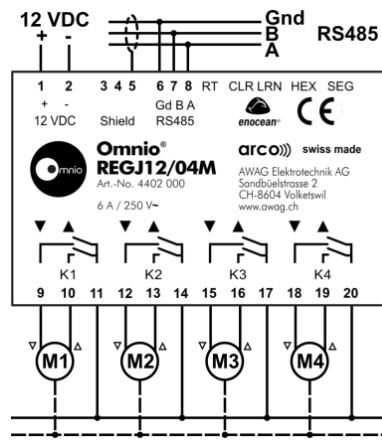 12 VDC
+ -
Gnd
B
A
RS485
1 2 3 4 5 6 7 8 RT CLR LRN HEX SEG
+ - Gd B A
12 VDC Shield RS485
enocean® CE
Omnio
Omnio®
REGJ12/04M
Art.-No. 4402 000
6 A / 250 V~
arco))) swiss made
AWAG Elektrotechnik AG
Sandbüelstrasse 2
CH-8604 Volketswil
www.awag.ch
K1 K2 K3 K4
9 10 11 12 13 14 15 16 17 18 19 20
M1 M2 M3 M4